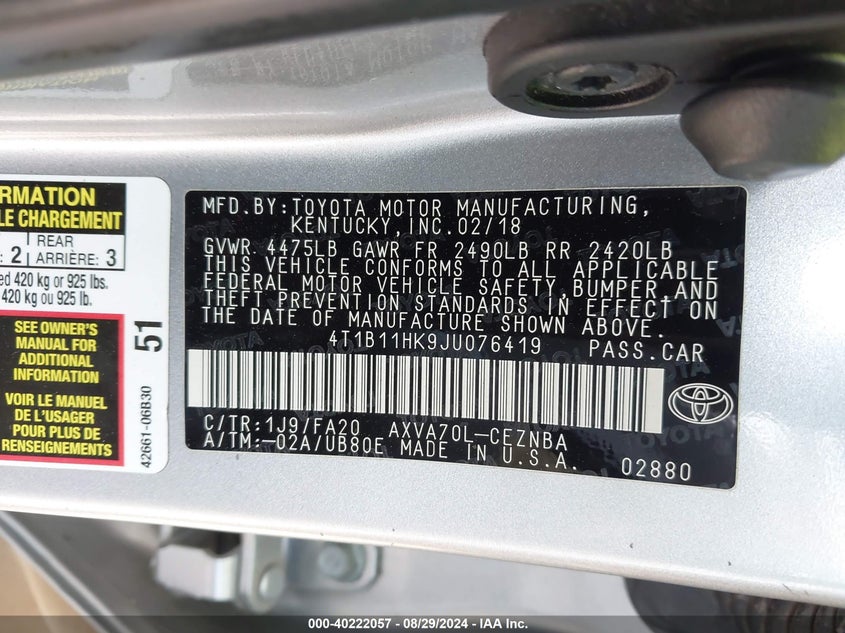 RMATION
LE CHARGEMENT
: 2
REAR
ARRIÈRE: 3
ed 420 kg or 925 lbs.
420 kg ou 925 lb.
SEE OWNER'S
MANUAL FOR
ADDITIONAL
INFORMATION
VOIR LE MANUEL
DE L'USAGER
POUR PLUS DE
RENSEIGNEMENTS
51
42661-06B30
MFD.BY:TOYOTA MOTOR MANUFACTURING,
KENTUCKY,INC.02/18
GVWR 4475LB GAWR FR 2490LB RR 2420LB
THIS VEHICLE CONFORMS TO ALL APPLICABLE
FEDERAL MOTOR VEHICLE SAFETY,BUMPER,AND
THEFT PREVENTION STANDARDS IN EFFECT ON
THE DATE OF MANUFACTURE SHOWN ABOVE.
4T1B11HK9JU076419 PASS.CAR
C/TR:1J9/FA20 AXVA70L-CEZNBA
A/TM:-02A/UB80E MADE IN U.S.A. 02880
000-40222057 - 08/29/2024 - IAA Inc.